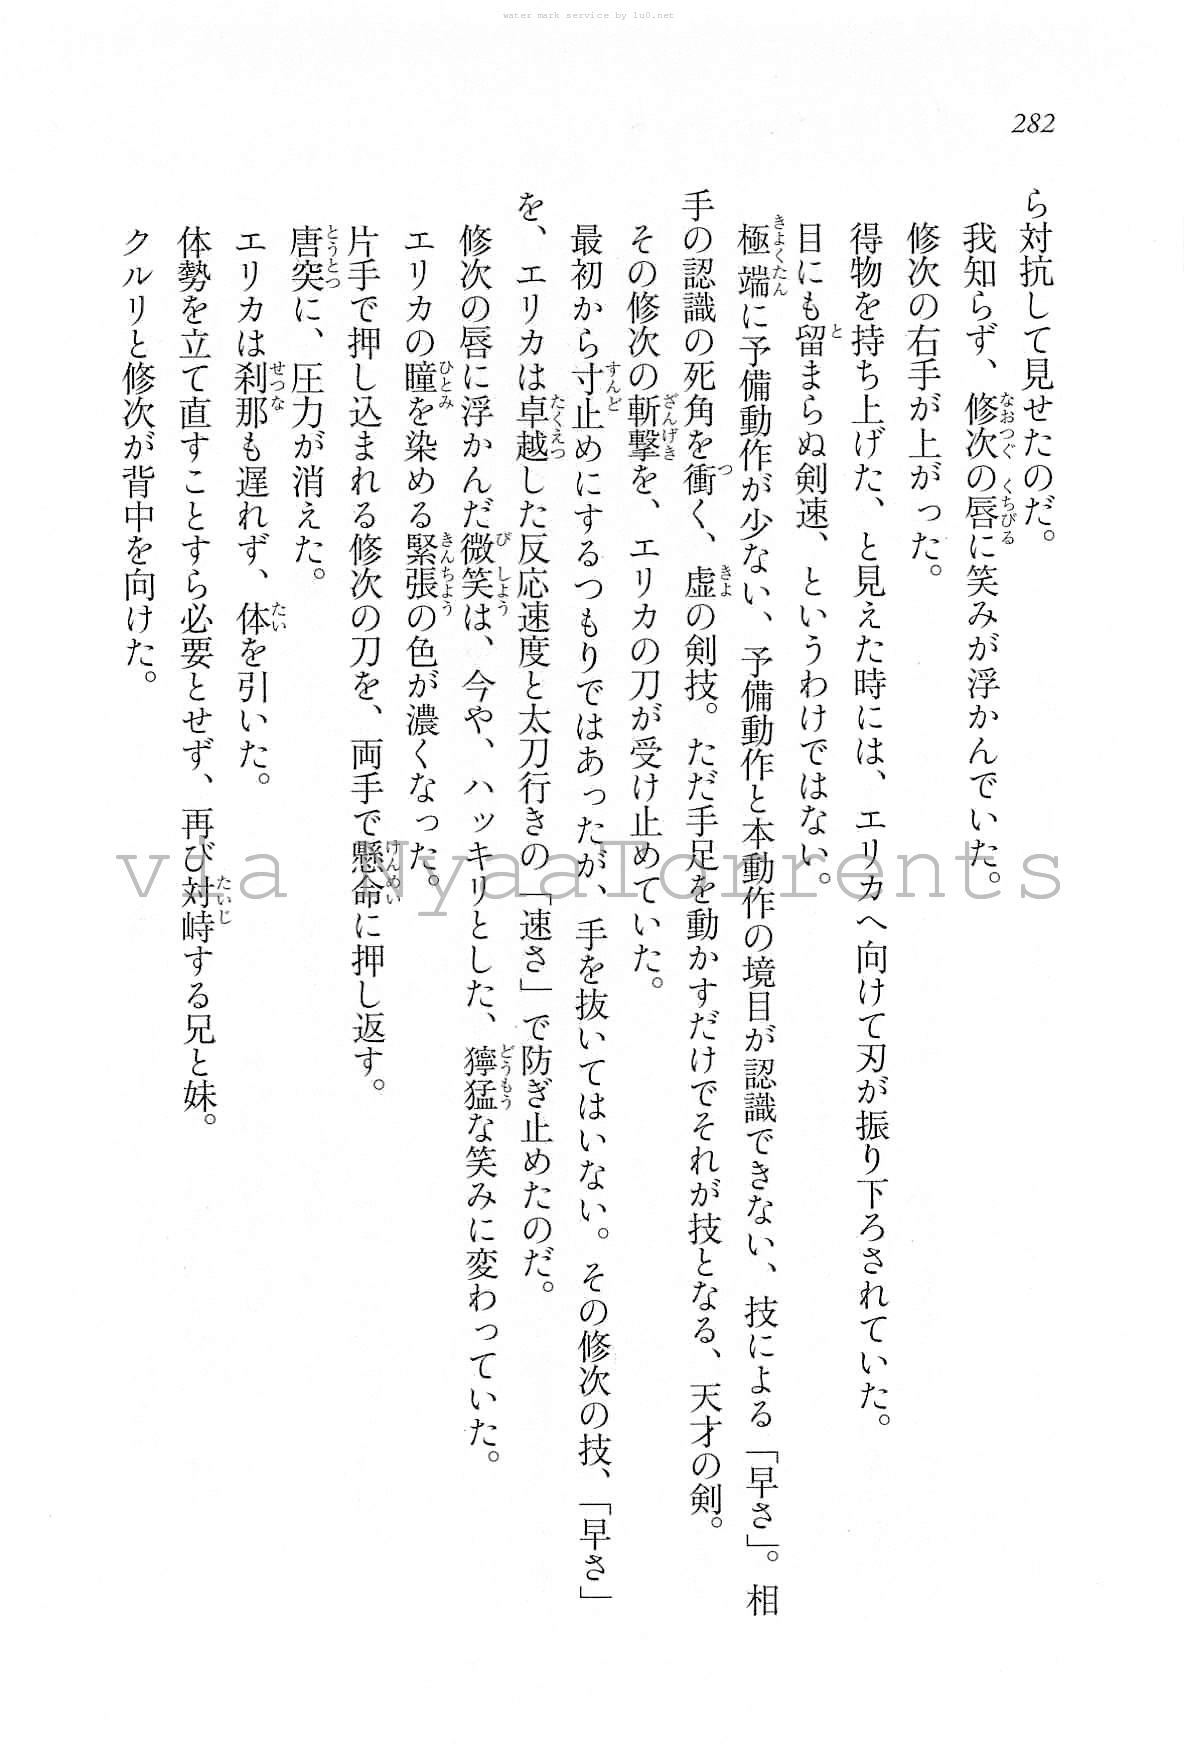 water mark service by lu0.net
282
ら対抗して見せたのだ。
我知らず、修次の唇に笑みが浮かんでいた。
修次の右手が上がった。
得物を持ち上げた、と見えた時には、エリカへ向けて刃が振り下ろされていた。
目にも留まらぬ剣速、というわけではない。
極端に予備動作が少ない、予備動作と本動作の境目が認識できない、技による「早さ」。相
手の認識の死角を衝く、虚の剣技。ただ手足を動かすだけでそれが技となる、天才の剣。
その修次の斬撃を、エリカの刀が受け止めていた。
最初から寸止めにするつもりではあったが、手を抜いてはいない。その修次の技、「早さ」
を、エリカは卓越した反応速度と太刀行きの「速さ」で防ぎ止めたのだ。
修次の唇に浮かんだ微笑は、今や、ハッキリとした、獰猛な笑みに変わっていた。
エリカの瞳を染める緊張の色が濃くなった。
片手で押し込まれる修次の刀を、両手で懸命に押し返す。
唐突に、圧力が消えた。
エリカは刹那も遅れず、体を引いた。
体勢を立て直すことすら必要とせず、再び対峙する兄と妹。
クルリと修次が背中を向けた。
via NyaaTorrents